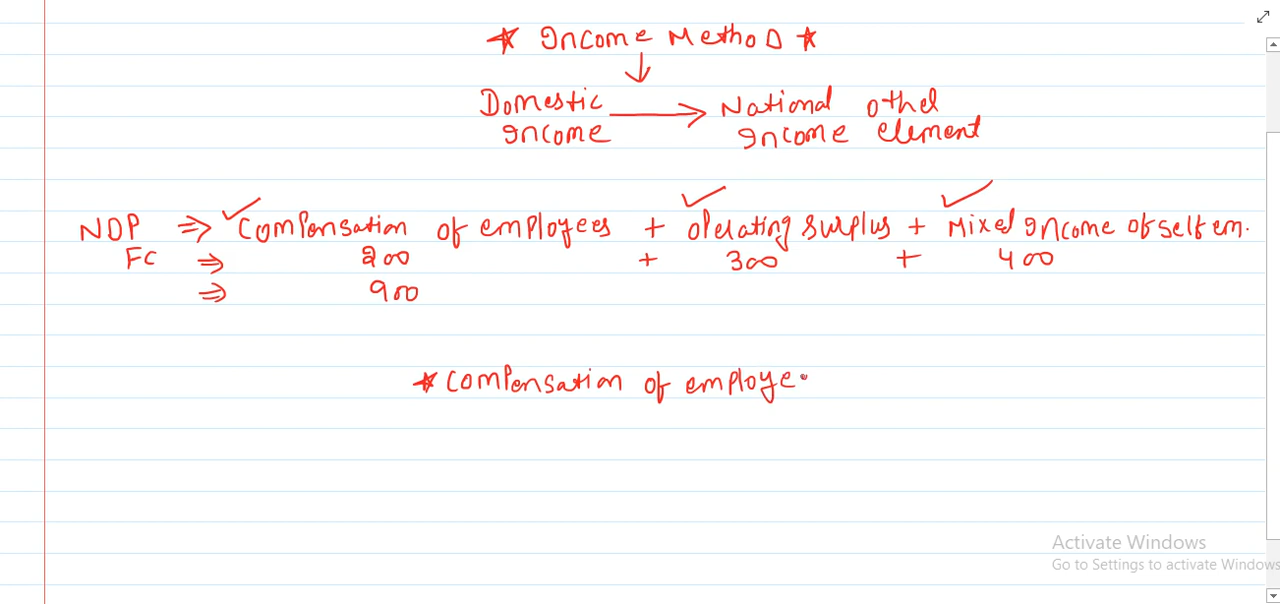 ★ Income Method ★
↓
Domestic → National other
Income Income element
NDP ⇒ ✓ Compensation of employees + ✓ operating surplus + ✓ Mixed Income of self em.
FC ⇒ 200 + 300 + 400
⇒ 900
★ Compensation of employe
Activate Windows
Go to Settings to activate Windows